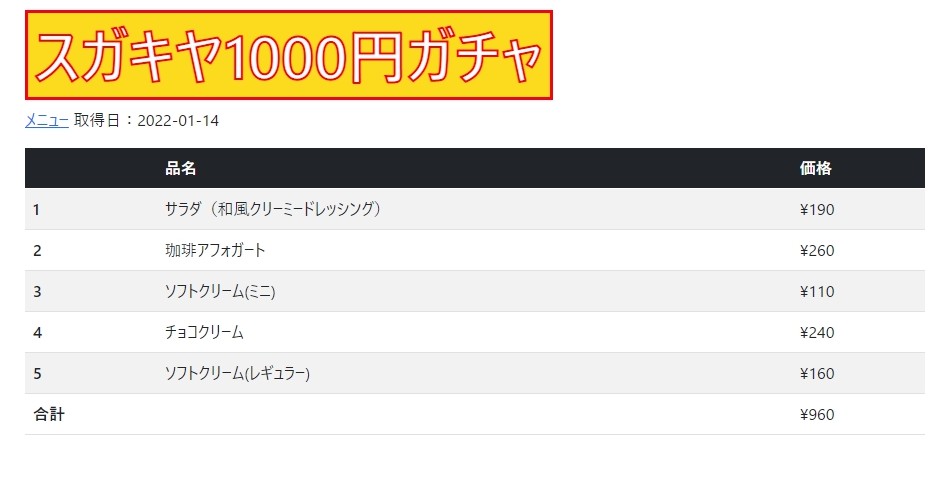 スガキヤ1000円ガチャ
メニュー 取得日：2022-01-14
品名 価格
1 サラダ（和風クリーミードレッシング） ¥190
2 珈琲アフォガート ¥260
3 ソフトクリーム(ミニ) ¥110
4 チョコクリーム ¥240
5 ソフトクリーム(レギュラー) ¥160
合計 ¥960